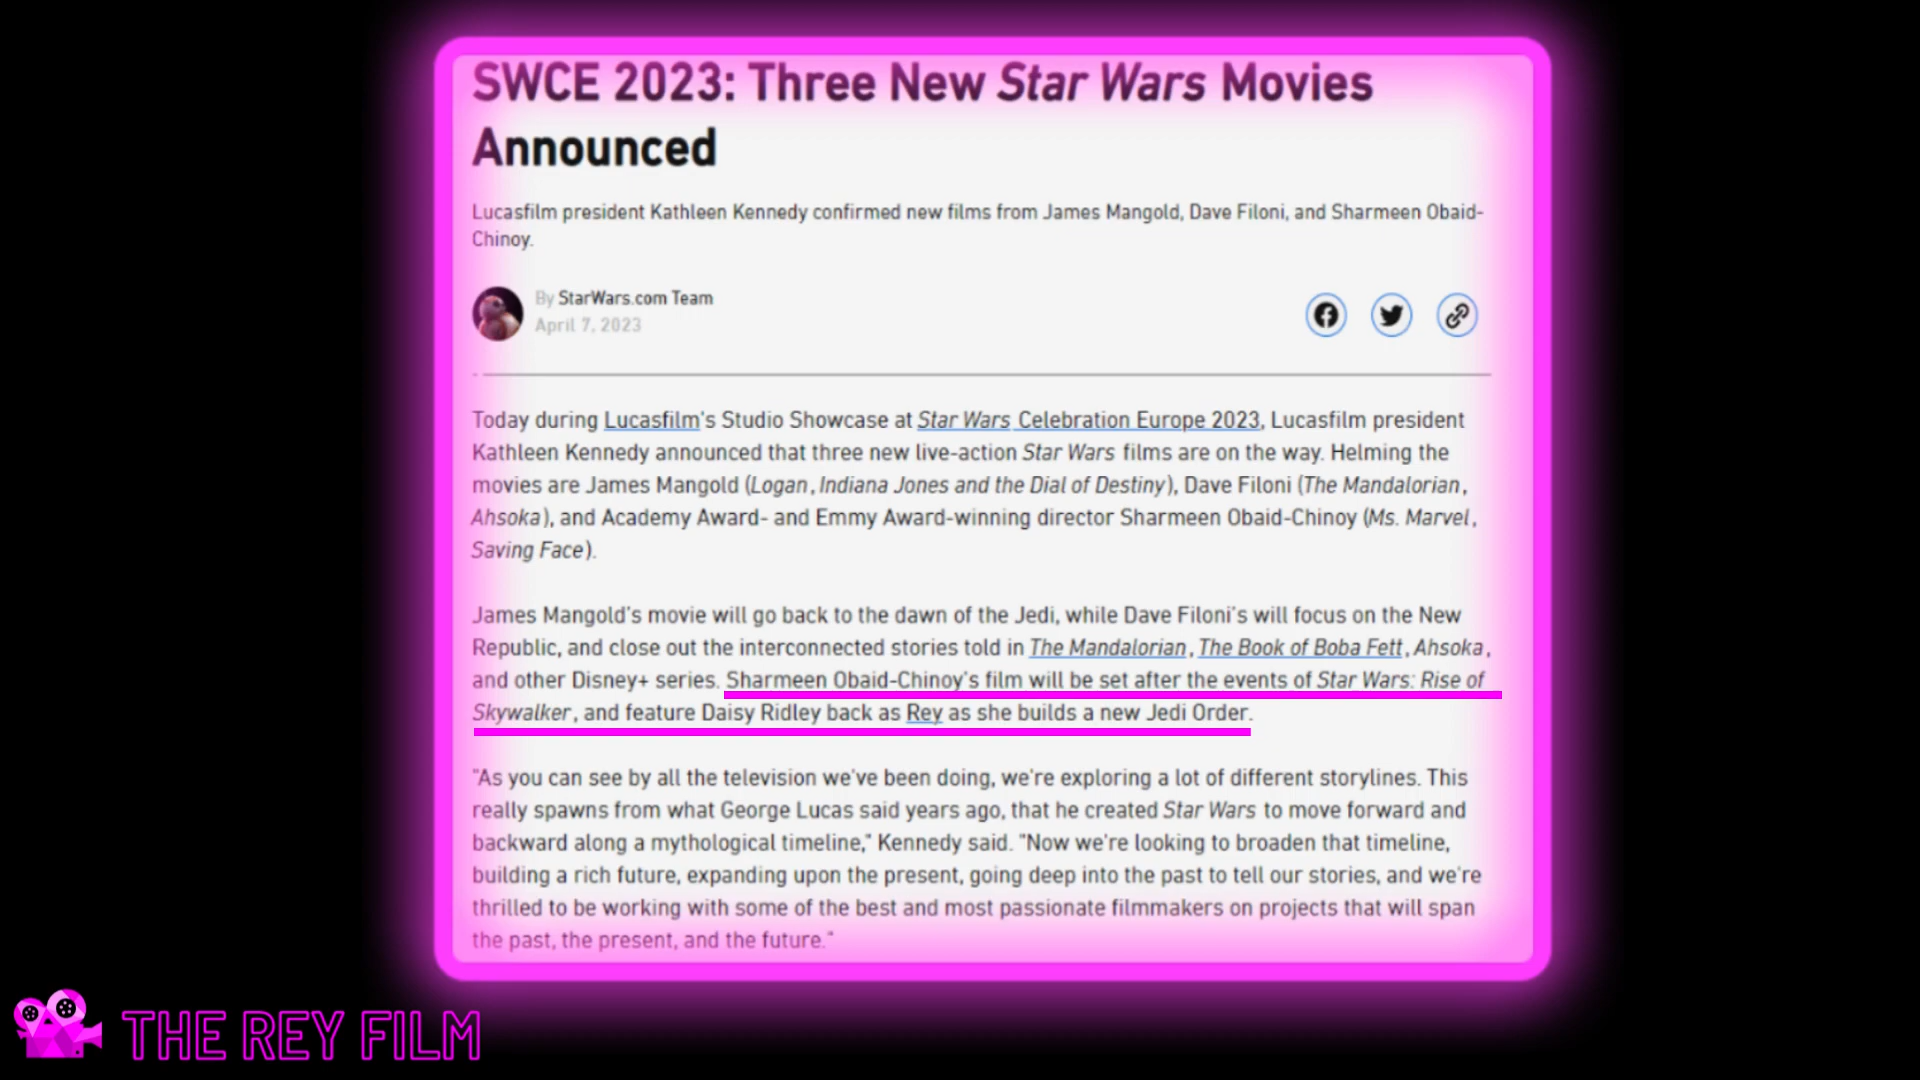 SWCE 2023: Three New Star Wars Movies
Announced
Lucasfilm president Kathleen Kennedy confirmed new films from James Mangold, Dave Filoni, and Sharmeen Obaid-
Chinoy.
By StarWars.com Team
April 7, 2023
Today during Lucasfilm's Studio Showcase at Star Wars Celebration Europe 2023, Lucasfilm president
Kathleen Kennedy announced that three new live-action Star Wars films are on the way. Helming the
movies are James Mangold (Logan, Indiana Jones and the Dial of Destiny), Dave Filoni (The Mandalorian,
Ahsoka), and Academy Award- and Emmy Award-winning director Sharmeen Obaid-Chinoy (Ms. Marvel,
Saving Face).
James Mangold's movie will go back to the dawn of the Jedi, while Dave Filoni's will focus on the New
Republic, and close out the interconnected stories told in The Mandalorian, The Book of Boba Fett, Ahsoka,
and other Disney+ series. Sharmeen Obaid-Chinoy's film will be set after the events of Star Wars: Rise of
Skywalker, and feature Daisy Ridley back as Rey as she builds a new Jedi Order.
"As you can see by all the television we've been doing, we're exploring a lot of different storylines. This
really spawns from what George Lucas said years ago, that he created Star Wars to move forward and
backward along a mythological timeline," Kennedy said. "Now we're looking to broaden that timeline,
building a rich future, expanding upon the present, going deep into the past to tell our stories, and we're
thrilled to be working with some of the best and most passionate filmmakers on projects that will span
the past, the present, and the future."
THE REY FILM